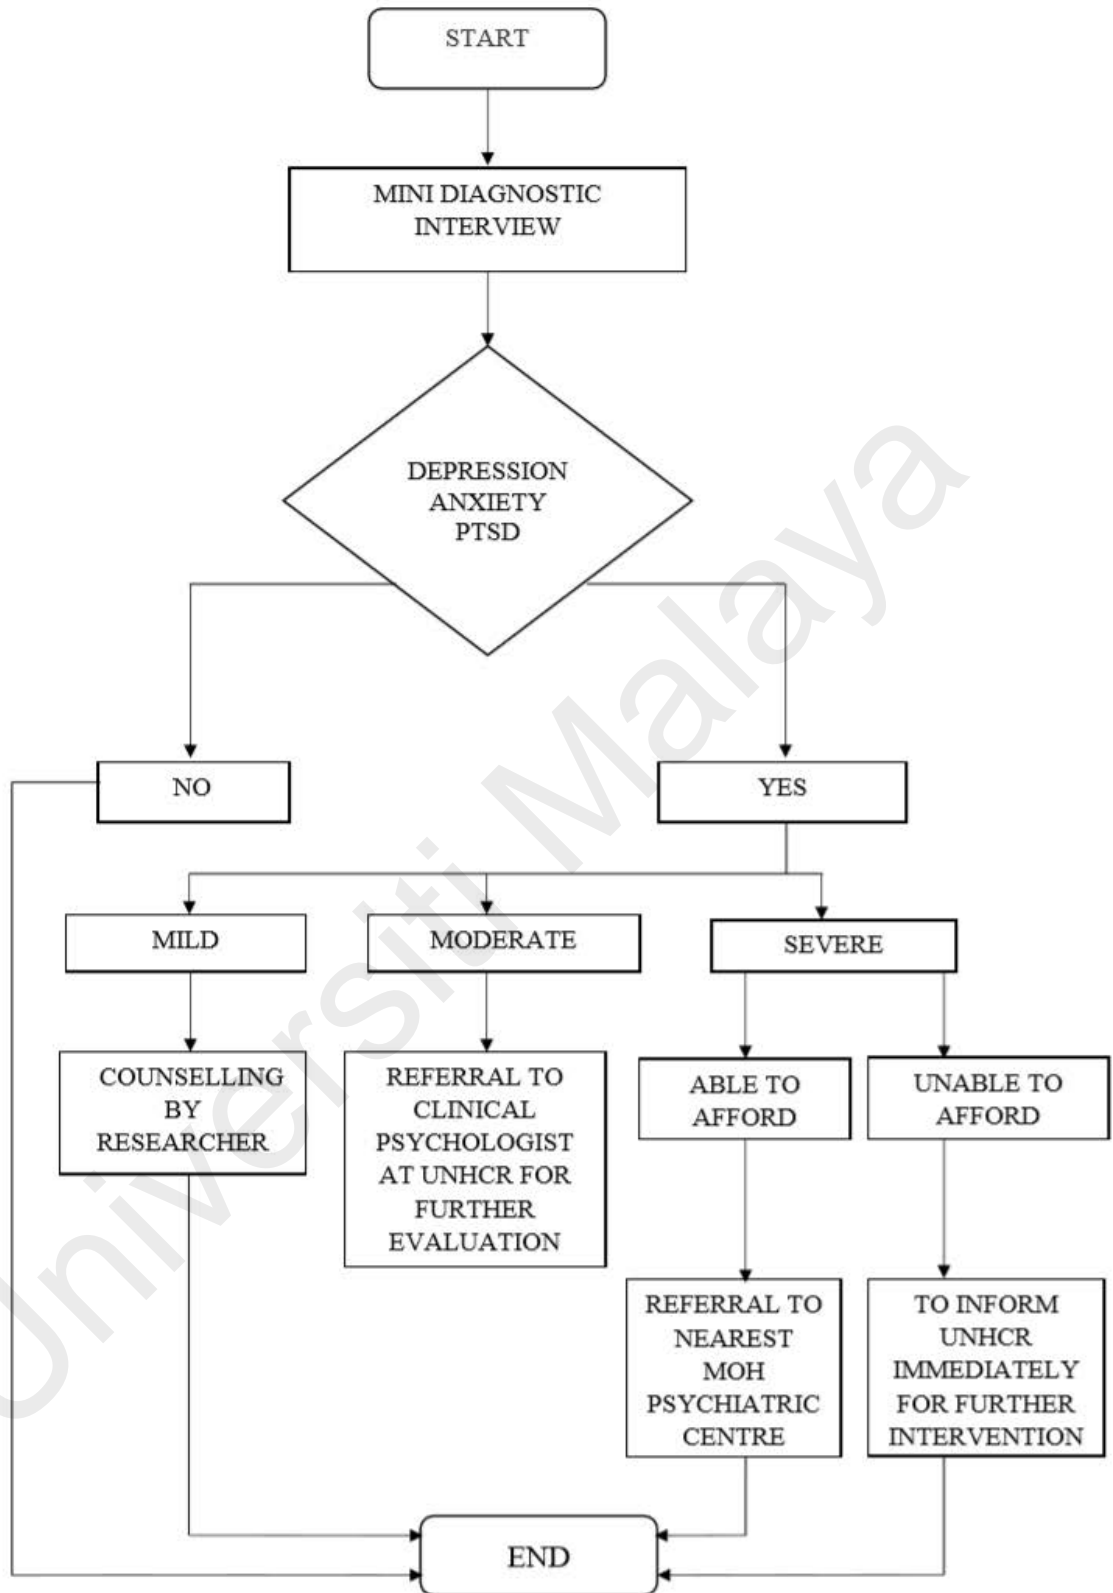 START
MINI DIAGNOSTIC
INTERVIEW
DEPRESSION
ANXIETY
PTSD
NO
YES
MILD
MODERATE
SEVERE
COUNSELLING
BY
RESEARCHER
REFERRAL TO
CLINICAL
PSYCHOLOGIST
AT UNHCR FOR
FURTHER
EVALUATION
ABLE TO
AFFORD
UNABLE TO
AFFORD
REFERRAL TO
NEAREST
MOH
PSYCHIATRIC
CENTRE
TO INFORM
UNHCR
IMMEDIATELY
FOR FURTHER
INTERVENTION
END
Universiti Malaya